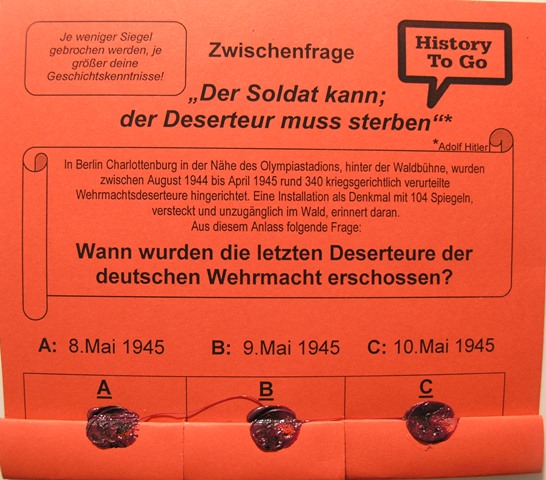 Je weniger Siegel
gebrochen werden, je
größer deine
Geschichtskenntnisse!
Zwischenfrage
History
To Go
„Der Soldat kann;
der Deserteur muss sterben“*
*Adolf Hitler
In Berlin Charlottenburg in der Nähe des Olympiastadions, hinter der Waldbühne, wurden
zwischen August 1944 bis April 1945 rund 340 kriegsgerichtlich verurteilte
Wehrmachtsdeserteure hingerichtet. Eine Installation als Denkmal mit 104 Spiegeln,
versteckt und unzugänglich im Wald, erinnert daran.
Aus diesem Anlass folgende Frage:
Wann wurden die letzten Deserteure der
deutschen Wehrmacht erschossen?
A: 8.Mai 1945 B: 9.Mai 1945 C: 10.Mai 1945
A B C